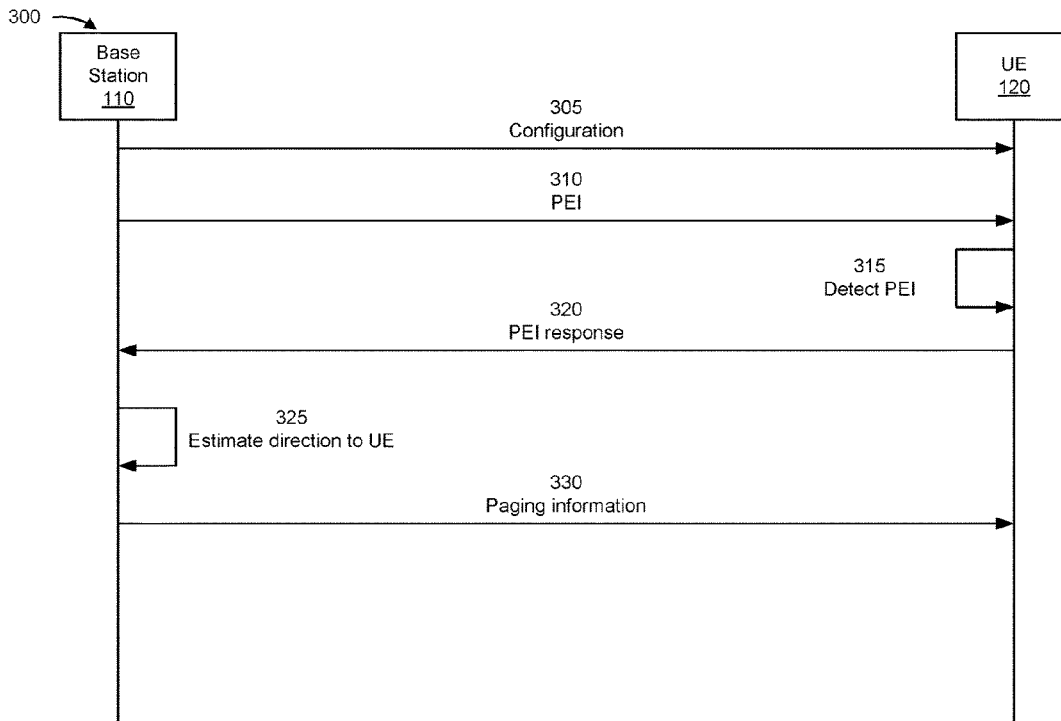 300
Base
Station
110
UE
120
305
Configuration
310
PEI
315
Detect PEI
320
PEI response
325
Estimate direction to UE
330
Paging information